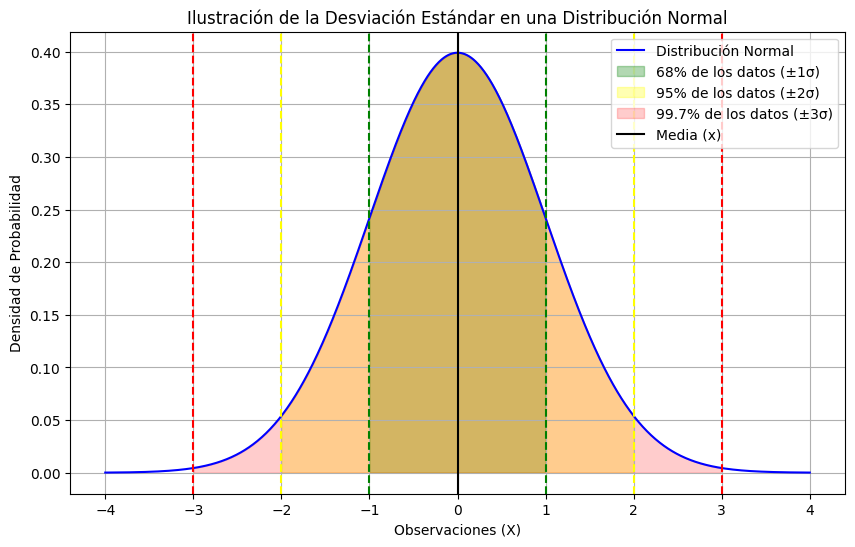 Ilustración de la Desviación Estándar en una Distribución Normal
Distribución Normal
68% de los datos (±1σ)
95% de los datos (±2σ)
99.7% de los datos (±3σ)
Media (x)
Densidad de Probabilidad
0.40
0.35
0.30
0.25
0.20
0.15
0.10
0.05
0.00
−4
−3
−2
−1
0
1
2
3
4
Observaciones (X)